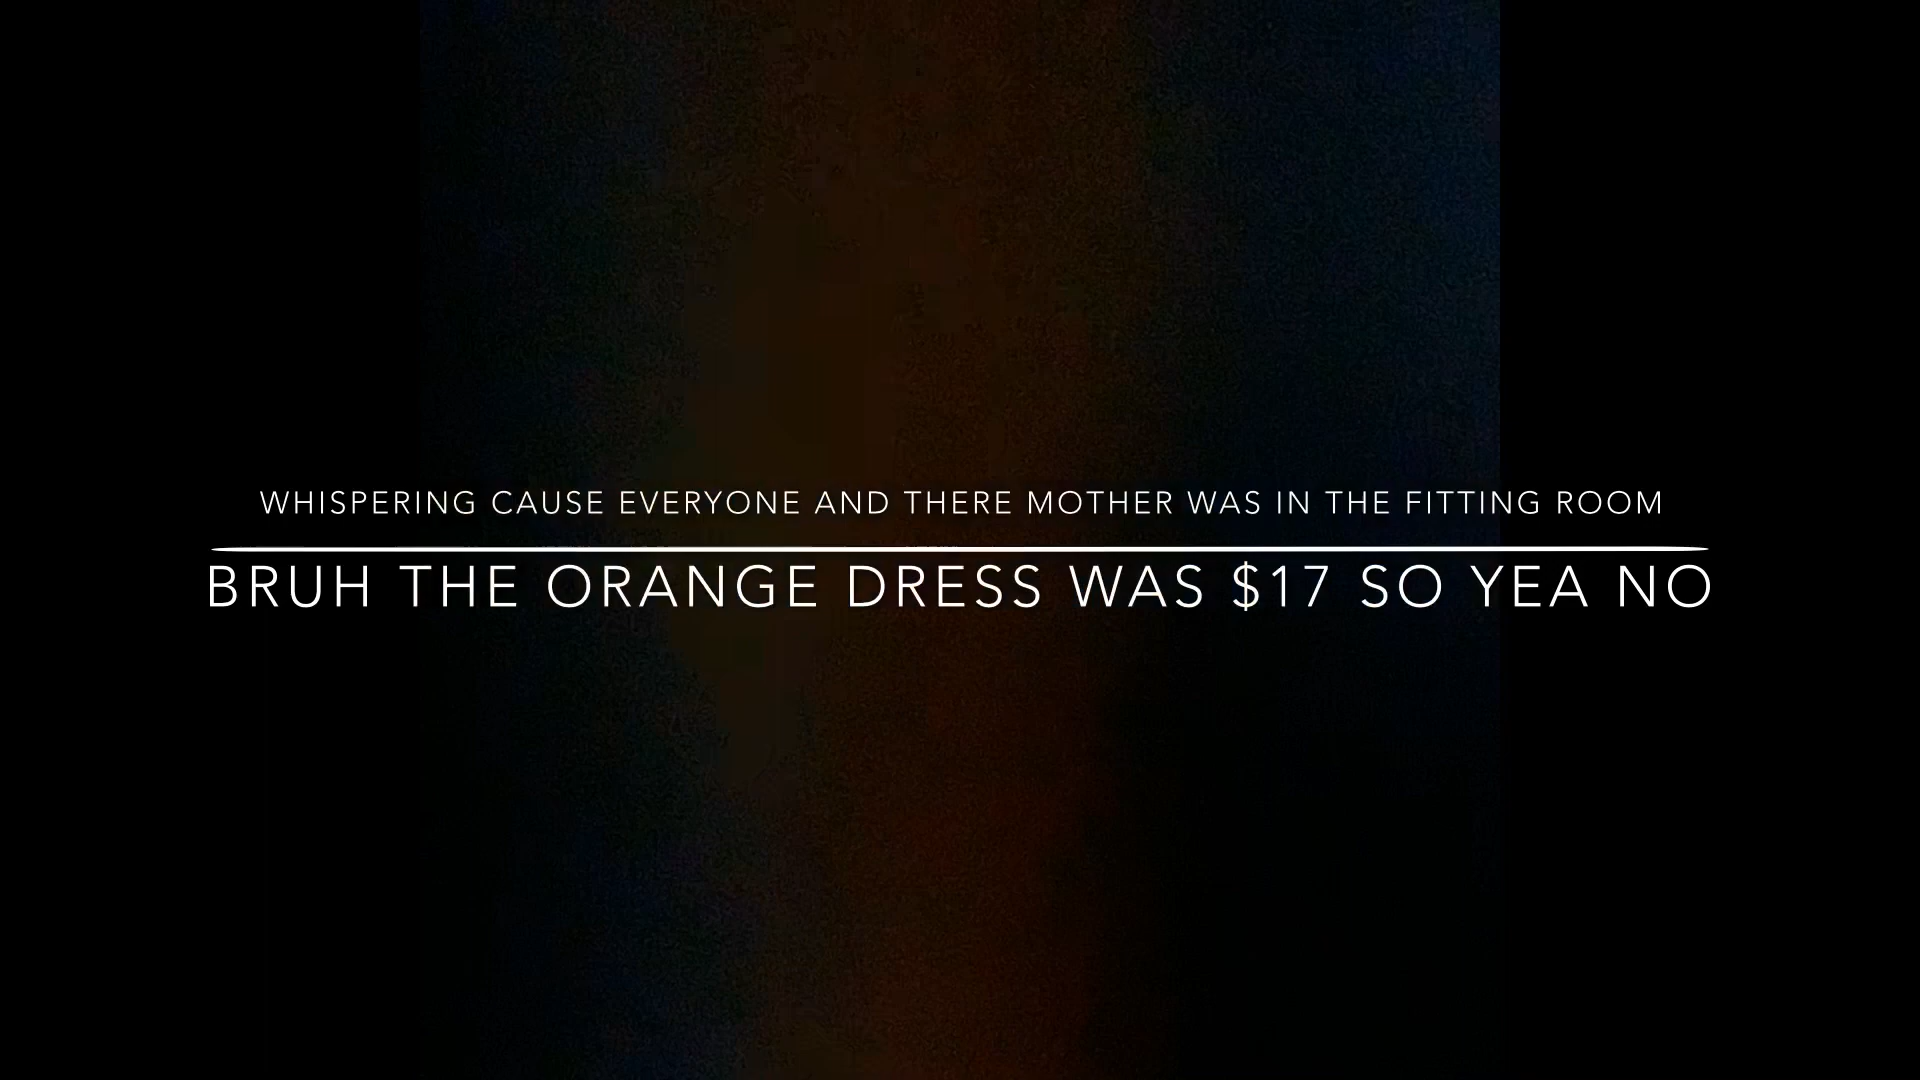 WHISPERING CAUSE EVERYONE AND THERE MOTHER WAS IN THE FITTING ROOM
BRUH THE ORANGE DRESS WAS $17 SO YEA NO